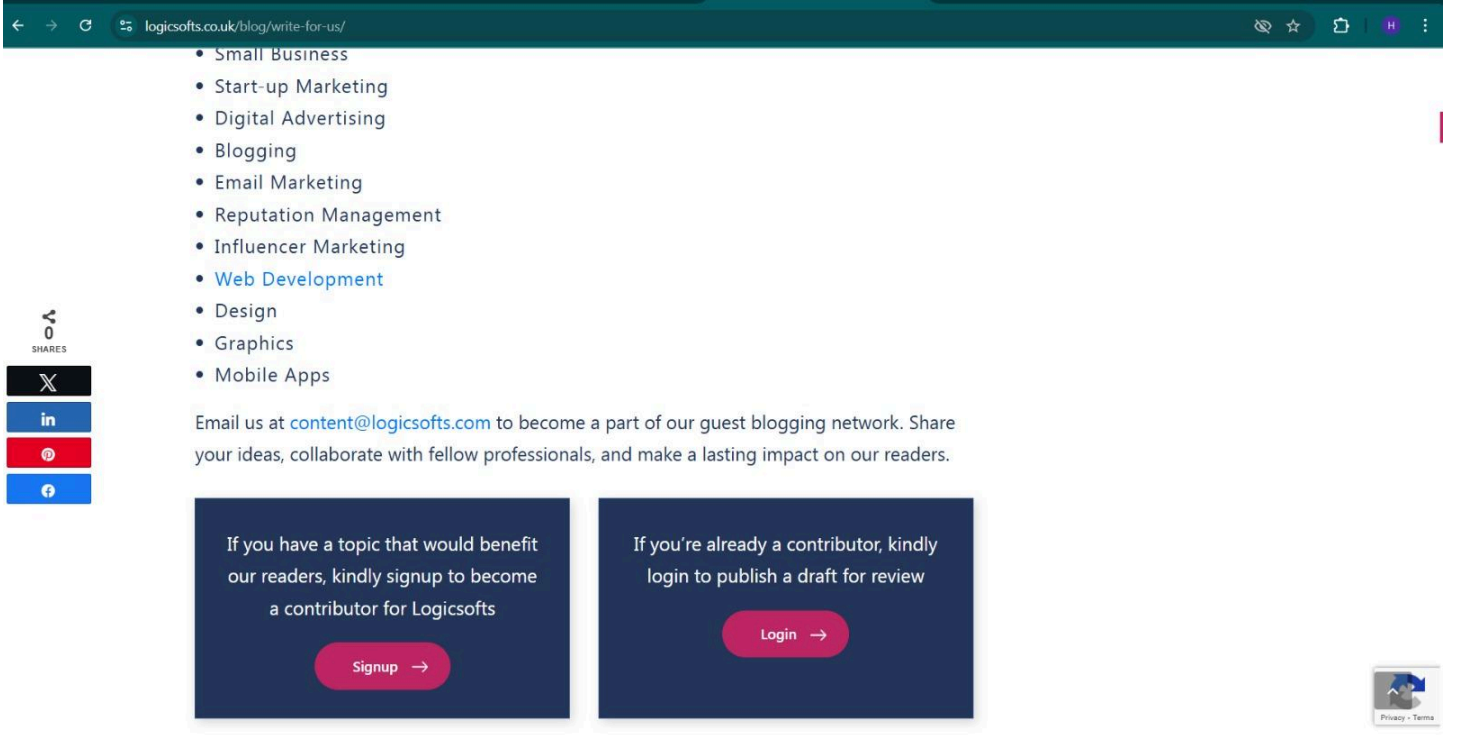 logicsofts.co.uk/blog/write-for-us/
H
Small Business
Start-up Marketing
Digital Advertising
Blogging
Email Marketing
Reputation Management
Influencer Marketing
Web Development
Design
Graphics
Mobile Apps
0
SHARES
X
in
Email us at content@logicsofts.com to become a part of our guest blogging network. Share
your ideas, collaborate with fellow professionals, and make a lasting impact on our readers.
If you have a topic that would benefit
our readers, kindly signup to become
a contributor for Logicsofts
Signup →
If you're already a contributor, kindly
login to publish a draft for review
Login →
Privacy - Terms